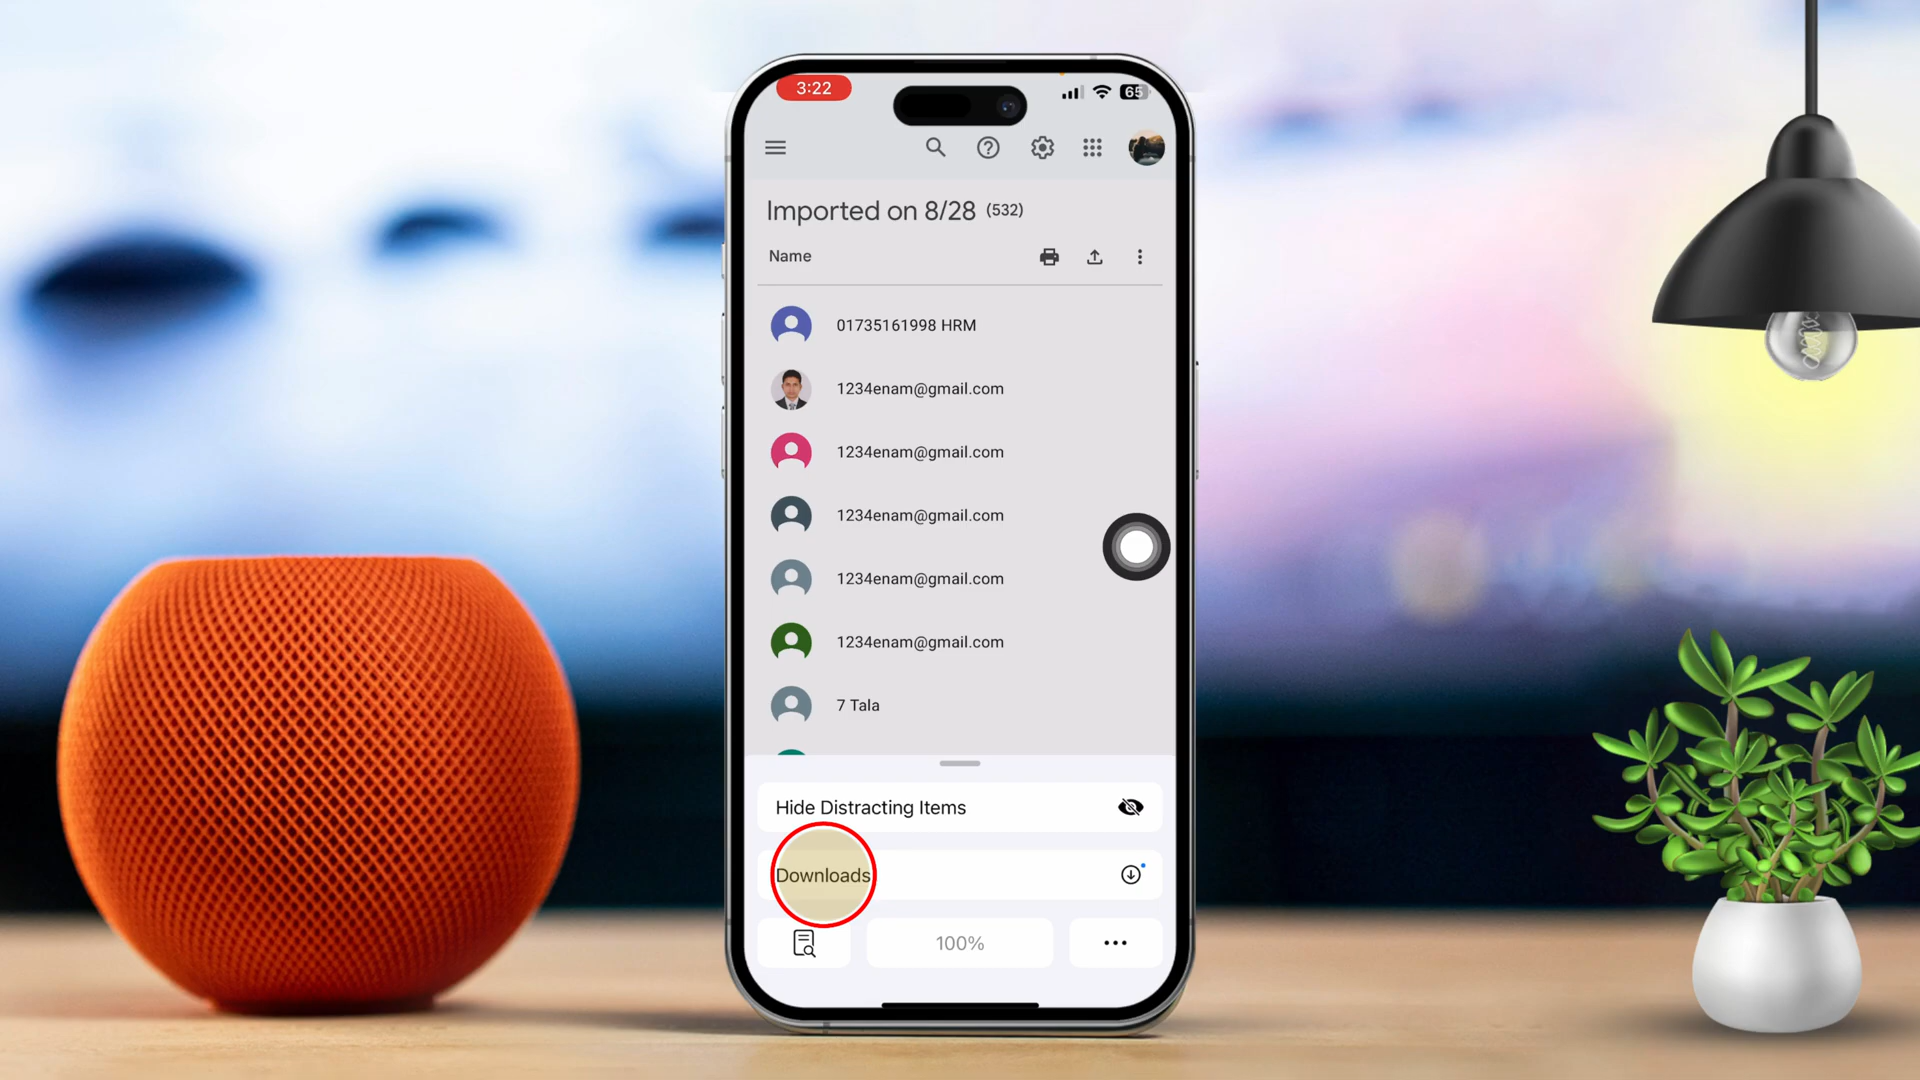 3:22
65
Imported on 8/28 (532)
Name
01735161998 HRM
1234enam@gmail.com
1234enam@gmail.com
1234enam@gmail.com
1234enam@gmail.com
1234enam@gmail.com
7 Tala
Hide Distracting Items
Downloads
100%